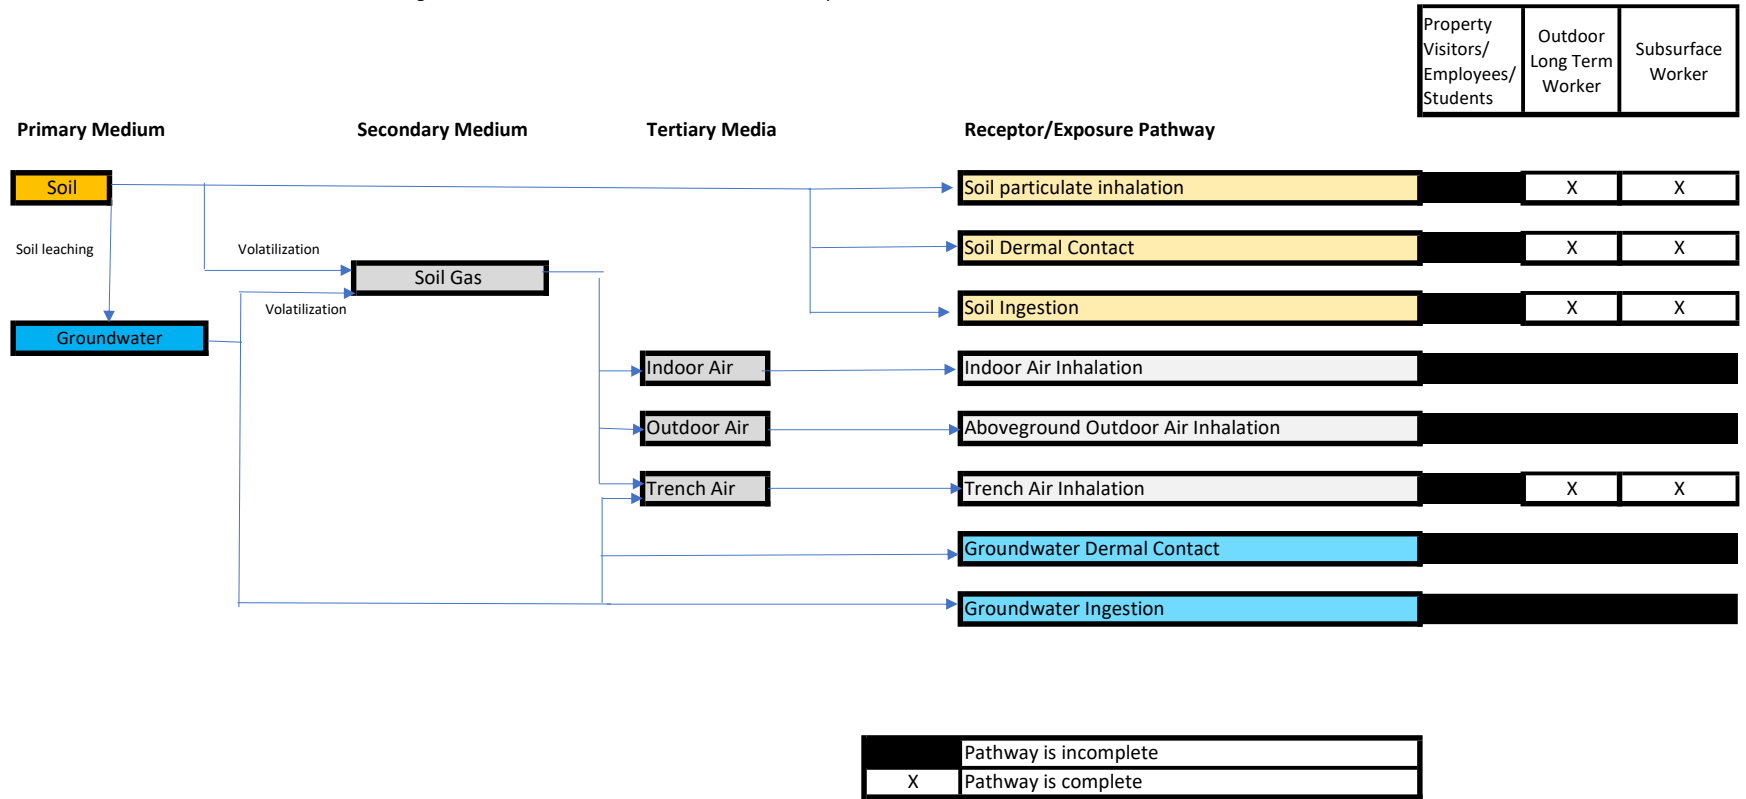 Property
Visitors/
Employees/
Students
Outdoor
Long Term
Worker
Subsurface
Worker
Primary Medium
Secondary Medium
Tertiary Media
Receptor/Exposure Pathway
Soil
Soil particulate inhalation
X
X
Soil leaching
Volatilization
Soil Dermal Contact
X
X
Soil Gas
Volatilization
Soil Ingestion
X
X
Groundwater
Indoor Air
Indoor Air Inhalation
Outdoor Air
Aboveground Outdoor Air Inhalation
Trench Air
Trench Air Inhalation
X
X
Groundwater Dermal Contact
Groundwater Ingestion
Pathway is incomplete
X
Pathway is complete